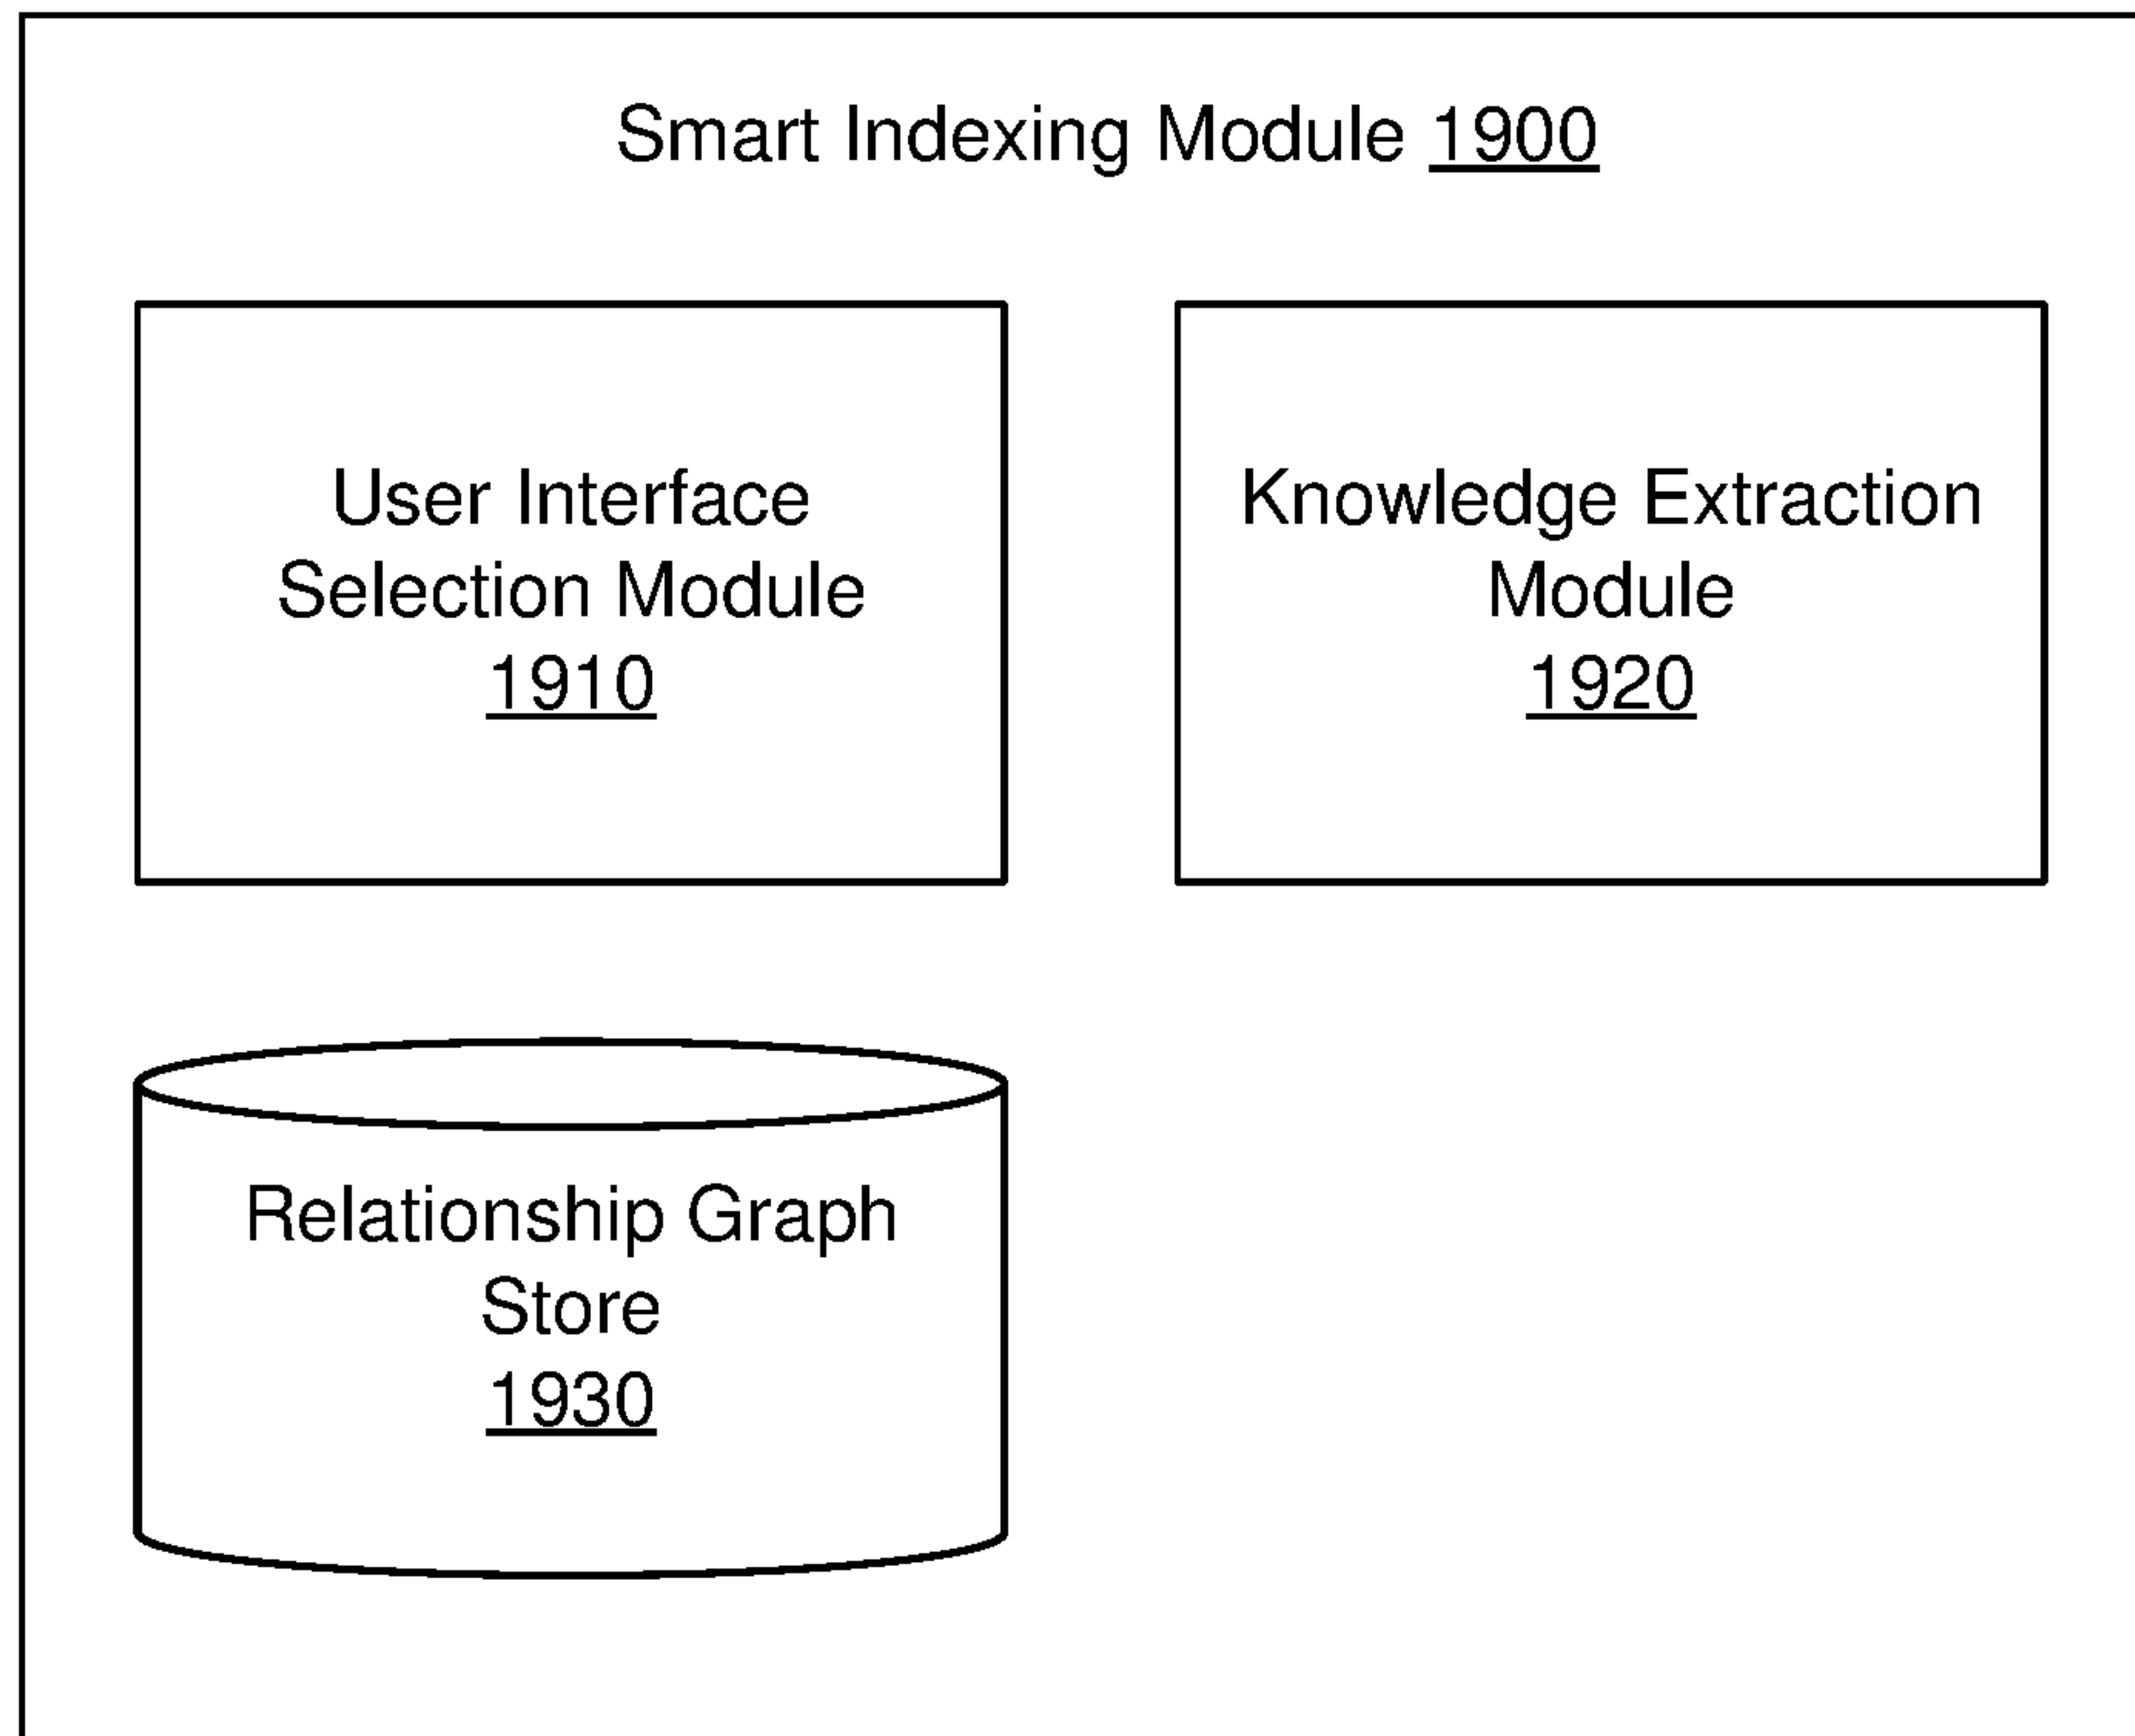 Smart Indexing Module 1900
User Interface
Selection Module
1910
Knowledge Extraction
Module
1920
Relationship Graph
Store
1930